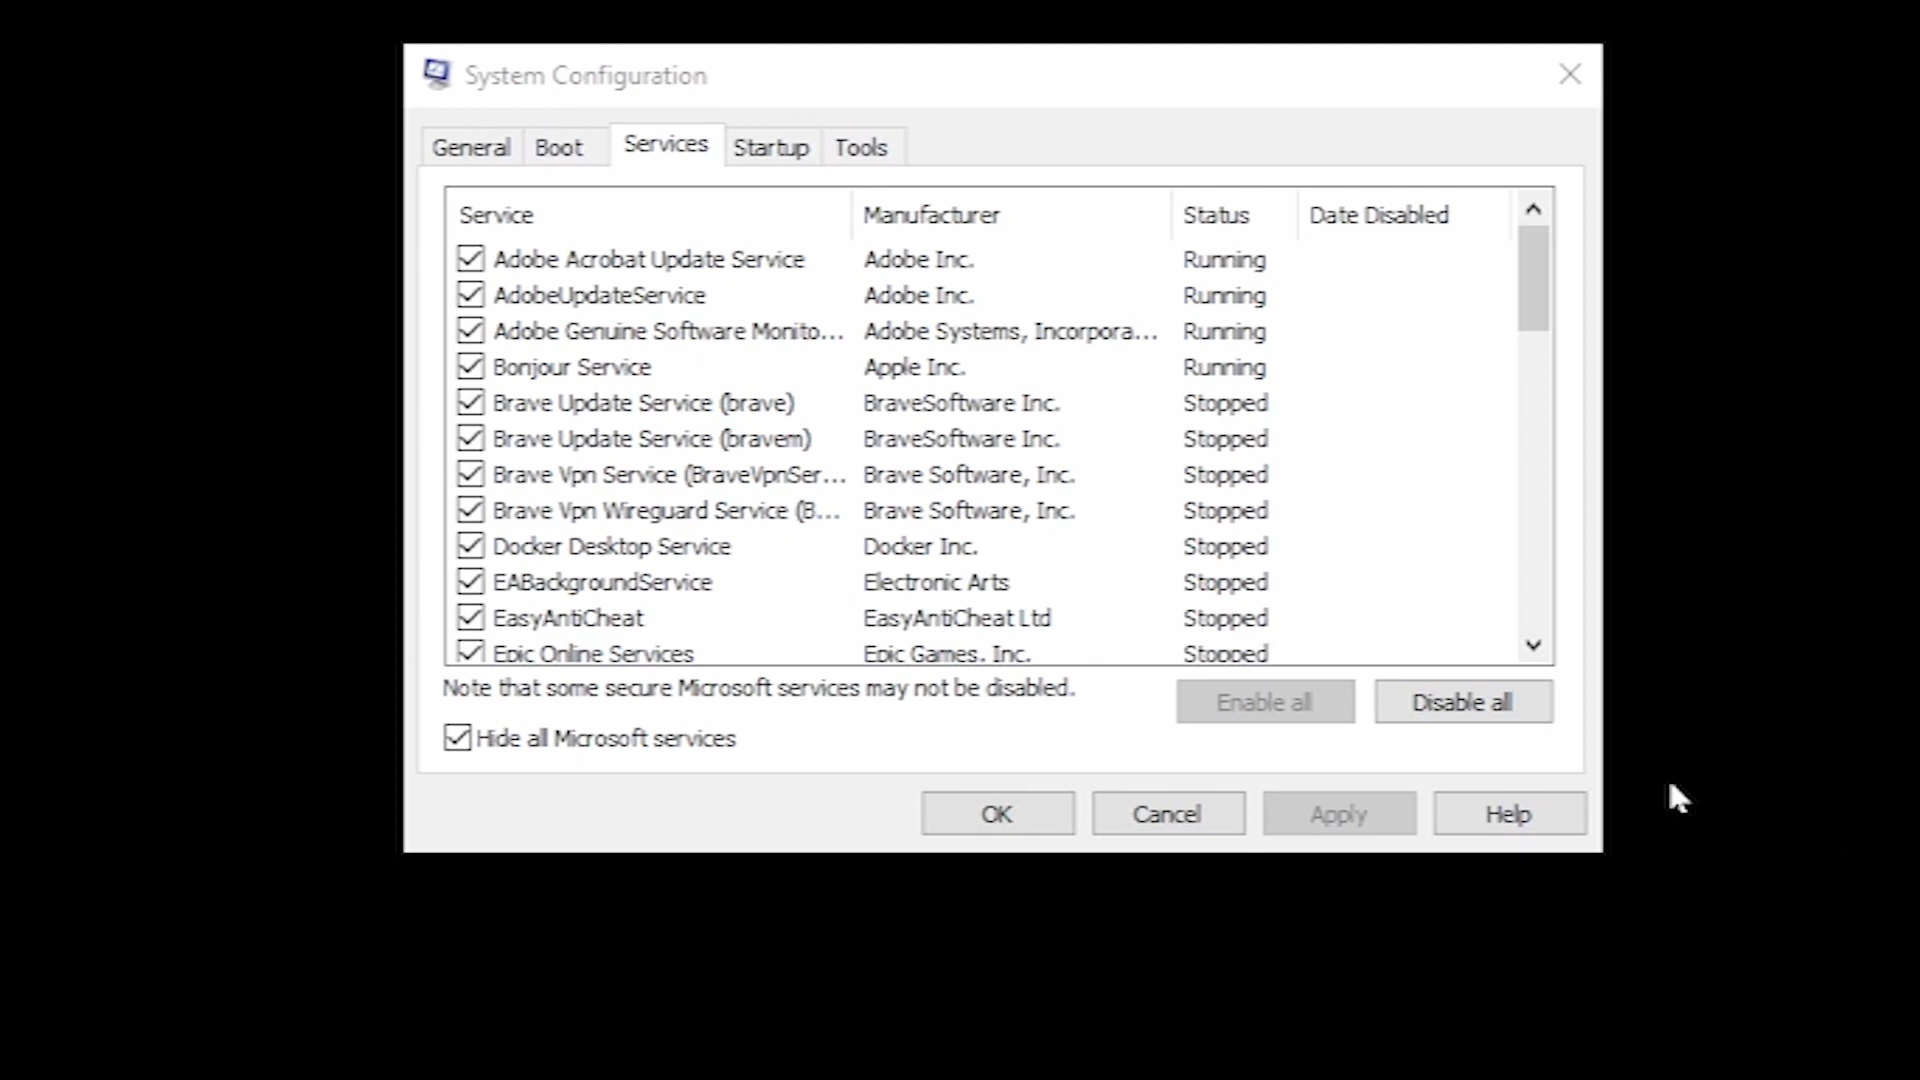 System Configuration
General Boot Services Startup Tools
Service Manufacturer Status Date Disabled
Adobe Acrobat Update Service Adobe Inc. Running
AdobeUpdateService Adobe Inc. Running
Adobe Genuine Software Monito... Adobe Systems, Incorpora... Running
Bonjour Service Apple Inc. Running
Brave Update Service (brave) BraveSoftware Inc. Stopped
Brave Update Service (bravem) BraveSoftware Inc. Stopped
Brave Vpn Service (BraveVpnSer... Brave Software, Inc. Stopped
Brave Vpn Wireguard Service (B... Brave Software, Inc. Stopped
Docker Desktop Service Docker Inc. Stopped
EABackgroundService Electronic Arts Stopped
EasyAntiCheat EasyAntiCheat Ltd Stopped
Epic Online Services Epic Games, Inc. Stopped
Note that some secure Microsoft services may not be disabled.
Enable all Disable all
Hide all Microsoft services
OK Cancel Apply Help